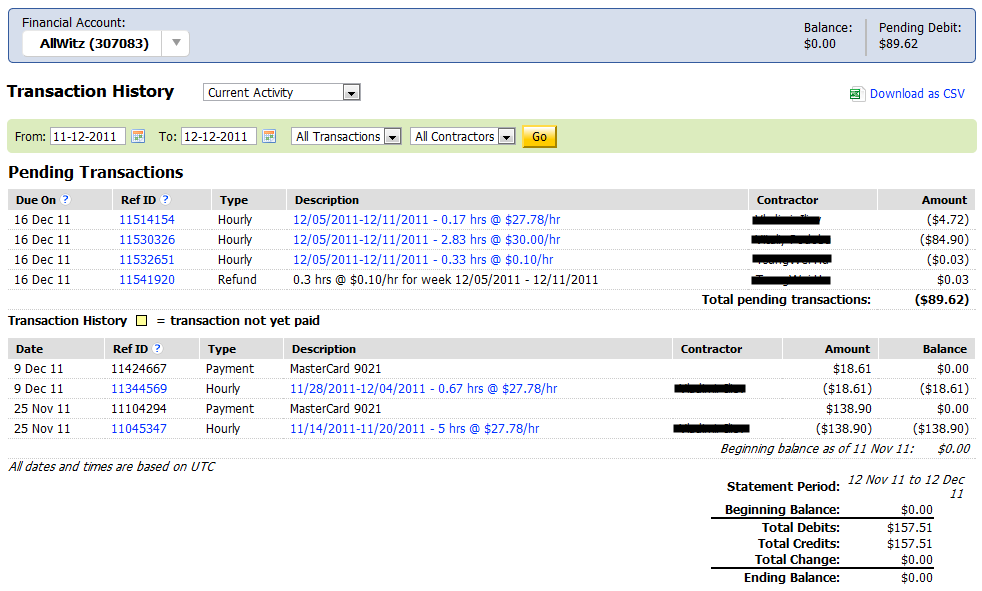 Financial Account:
AllWitz (307083)
Balance: Pending Debit:
$0.00 $89.62
Transaction History Current Activity Download as CSV
From: 11-12-2011 To: 12-12-2011 All Transactions All Contractors Go
Pending Transactions
Due On ? Ref ID ? Type Description Contractor Amount
16 Dec 11 11514154 Hourly 12/05/2011-12/11/2011 - 0.17 hrs @ $27.78/hr ($4.72)
16 Dec 11 11530326 Hourly 12/05/2011-12/11/2011 - 2.83 hrs @ $30.00/hr ($84.90)
16 Dec 11 11532651 Hourly 12/05/2011-12/11/2011 - 0.33 hrs @ $0.10/hr ($0.03)
16 Dec 11 11541920 Refund 0.3 hrs @ $0.10/hr for week 12/05/2011 - 12/11/2011 $0.03
Total pending transactions: ($89.62)
Transaction History = transaction not yet paid
Date Ref ID ? Type Description Contractor Amount Balance
9 Dec 11 11424667 Payment MasterCard 9021 $18.61 $0.00
9 Dec 11 11344569 Hourly 11/28/2011-12/04/2011 - 0.67 hrs @ $27.78/hr ($18.61) ($18.61)
25 Nov 11 11104294 Payment MasterCard 9021 $138.90 $0.00
25 Nov 11 11045347 Hourly 11/14/2011-11/20/2011 - 5 hrs @ $27.78/hr ($138.90) ($138.90)
Beginning balance as of 11 Nov 11: $0.00
All dates and times are based on UTC
Statement Period: 12 Nov 11 to 12 Dec
11
Beginning Balance: $0.00
Total Debits: $157.51
Total Credits: $157.51
Total Change: $0.00
Ending Balance: $0.00